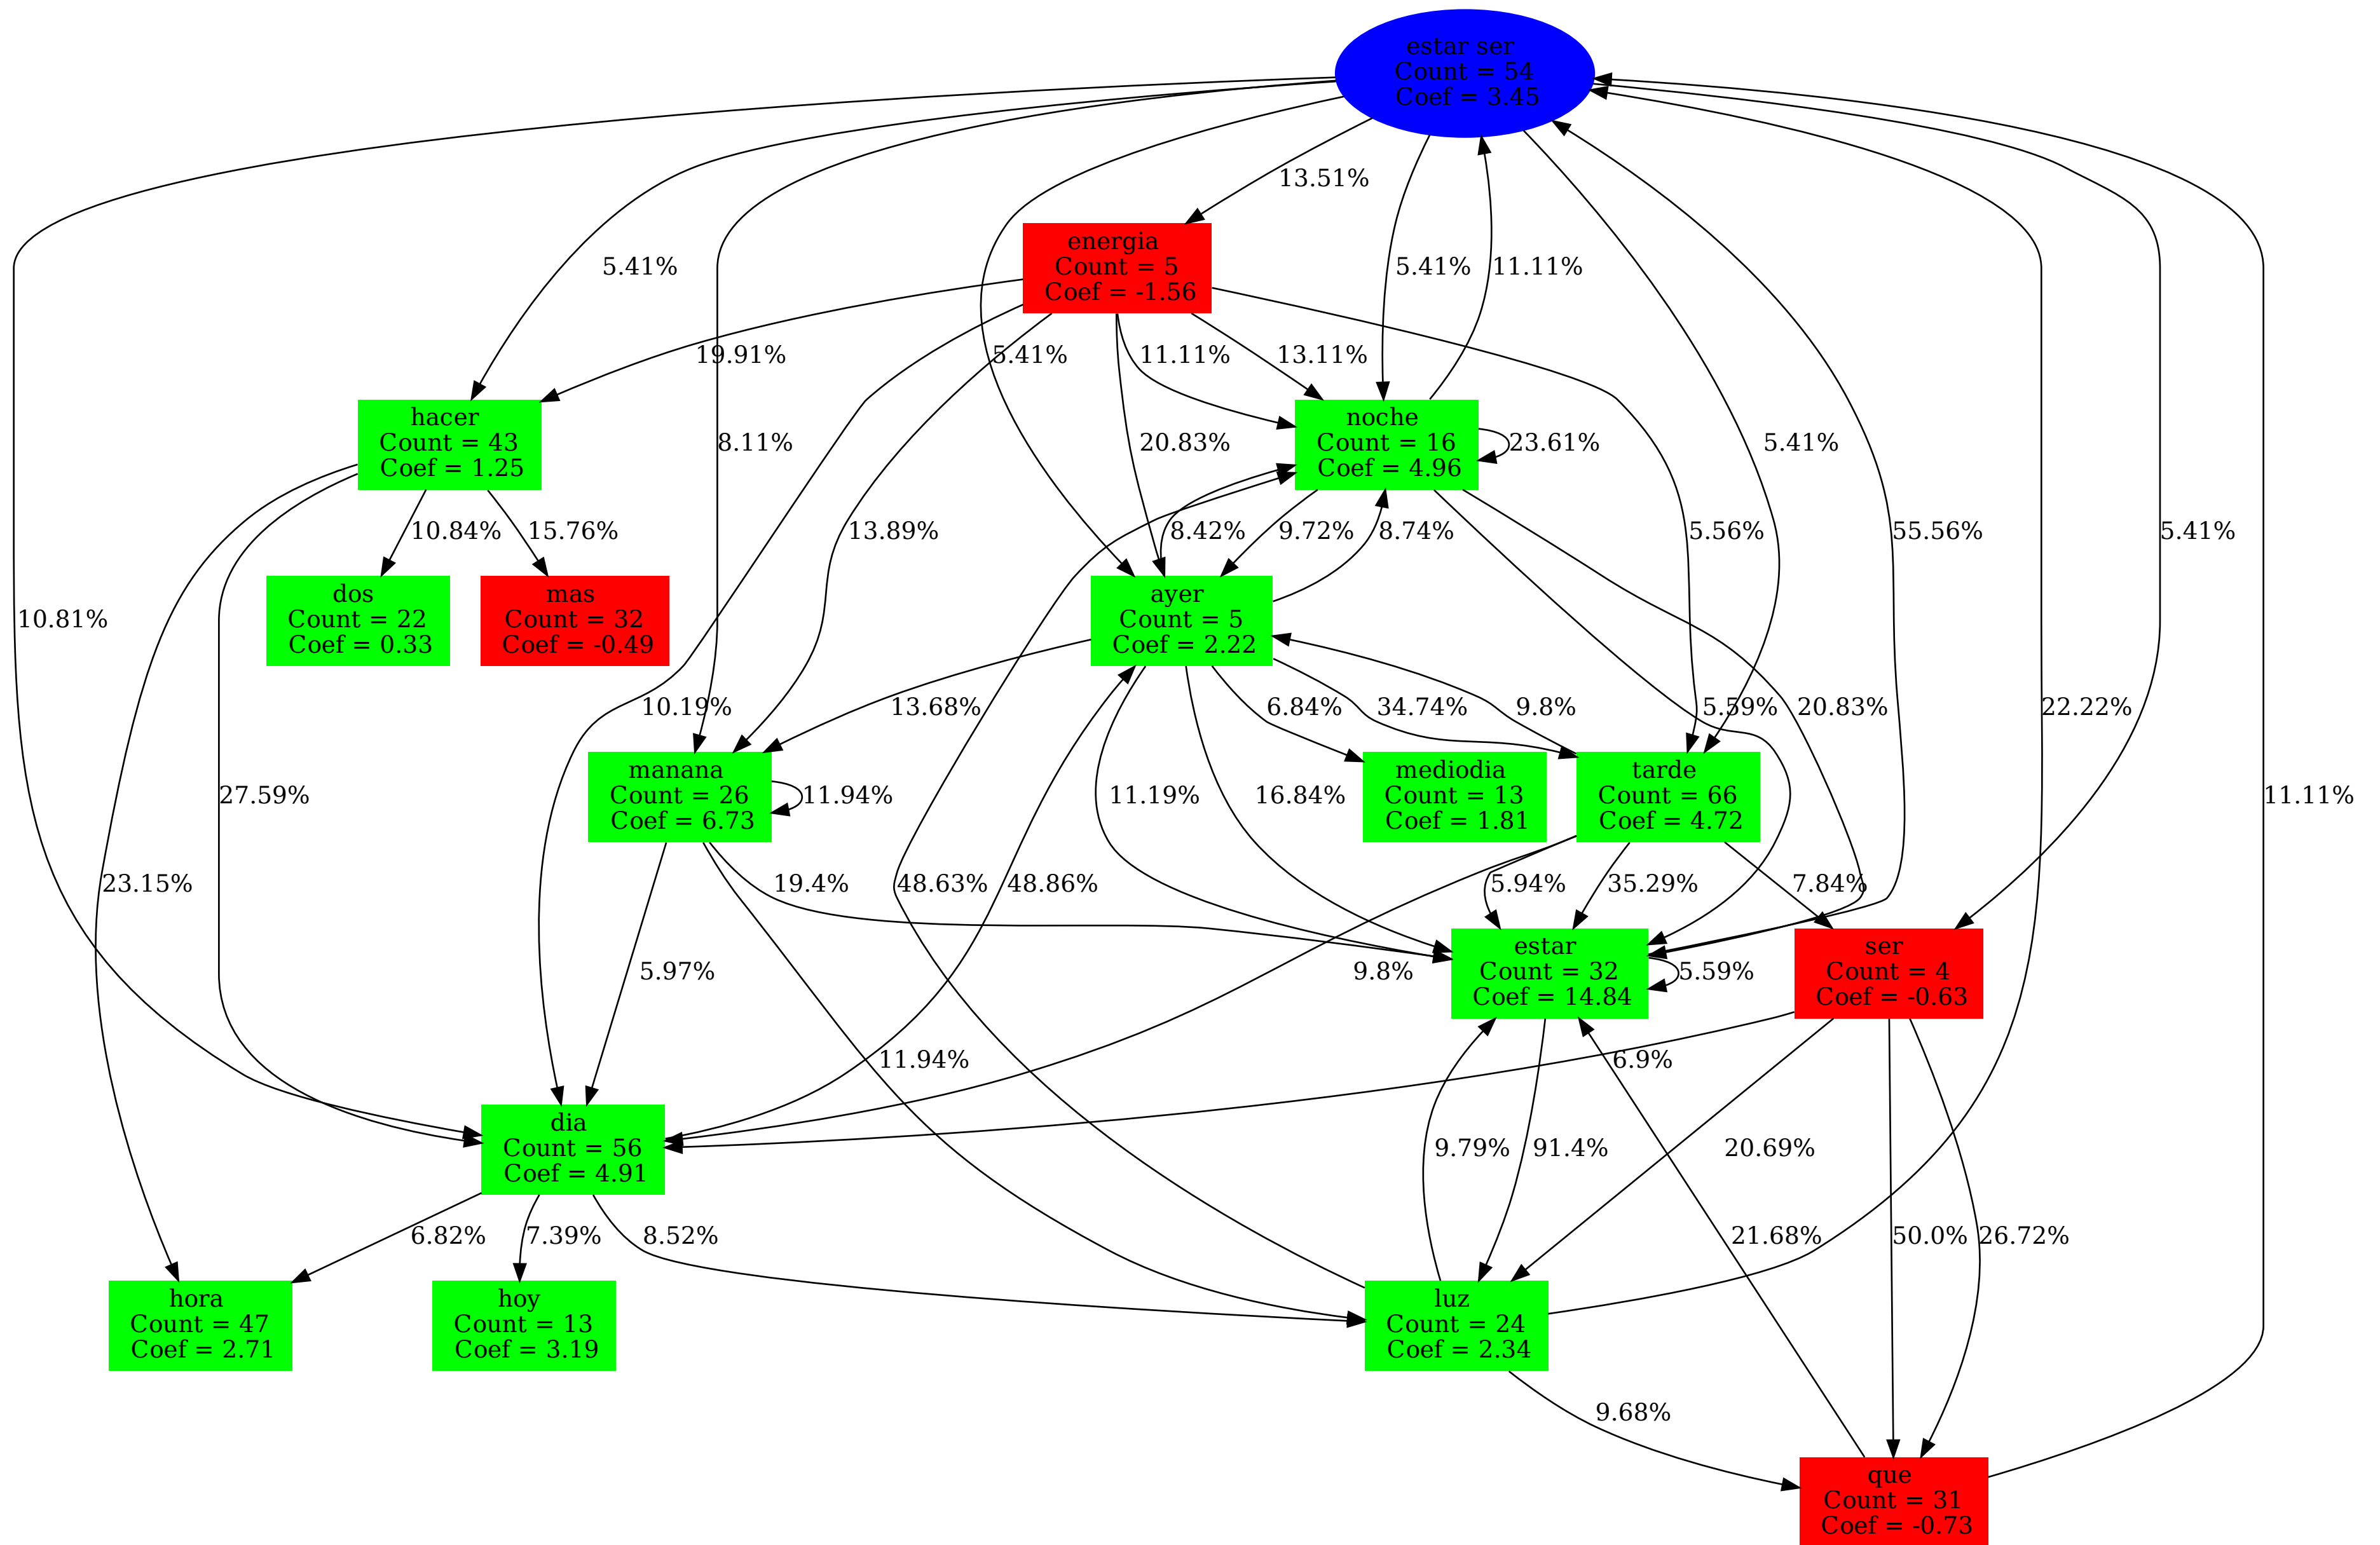 estar ser
Count = 54
Coef = 3.45
13.51%
energia
Count = 5
Coef = -1.56
5.41%
5.41%
11.11%
19.91%
5.41%
11.11%
13.11%
hacer
Count = 43
Coef = 1.25
8.11%
20.83%
noche
Count = 16
Coef = 4.96
23.61%
5.41%
10.84%
15.76%
13.89%
8.42%
9.72%
8.74%
5.56%
55.56%
5.41%
10.81%
dos
Count = 22
Coef = 0.33
mas
Count = 32
Coef = -0.49
ayer
Count = 5
Coef = 2.22
10.19%
13.68%
6.84%
34.74%
9.8%
5.59%
20.83%
22.22%
27.59%
manana
Count = 26
Coef = 6.73
11.94%
11.19%
16.84%
mediodia
Count = 13
Coef = 1.81
tarde
Count = 66
Coef = 4.72
11.11%
23.15%
19.4%
48.63%
48.86%
5.94%
35.29%
7.84%
5.97%
9.8%
estar
Count = 32
Coef = 14.84
5.59%
ser
Count = 4
Coef = -0.63
11.94%
6.9%
dia
Count = 56
Coef = 4.91
9.79%
91.4%
20.69%
6.82%
7.39%
8.52%
21.68%
50.0%
26.72%
hora
Count = 47
Coef = 2.71
hoy
Count = 13
Coef = 3.19
luz
Count = 24
Coef = 2.34
9.68%
que
Count = 31
Coef = -0.73